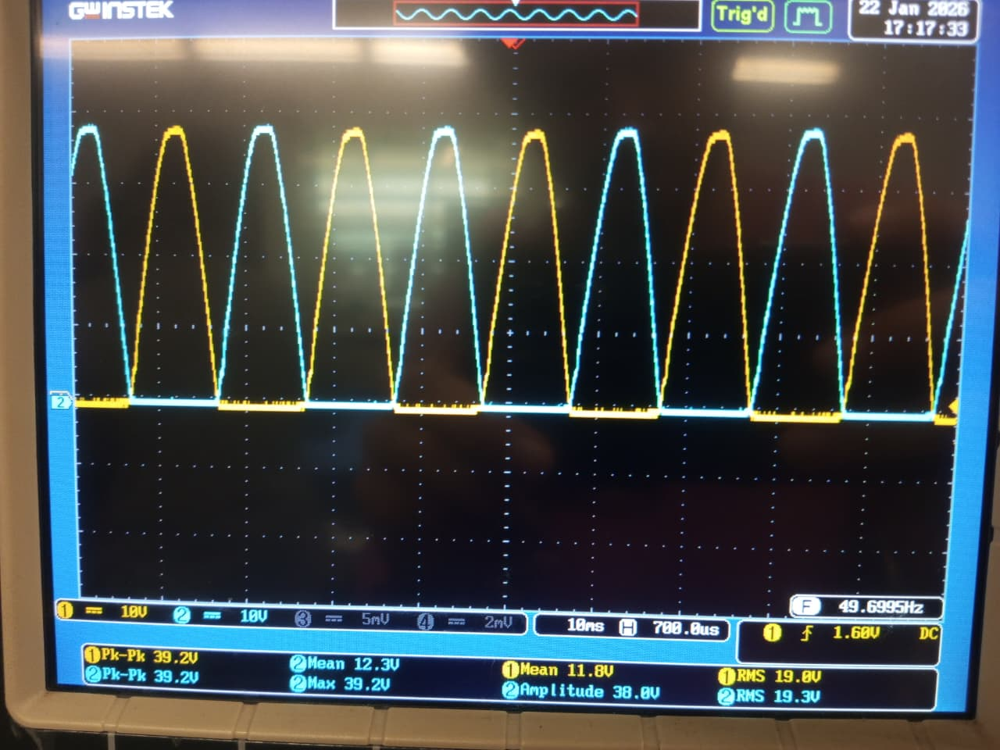 GWINSTEK
Trig'd
22 Jan 2026
17:17:33
2
1 10V 2 10V 3 5mV 4 2mV
10ms H 700.0us
F 49.6995Hz
1 1.60V DC
1 Pk-Pk 39.2V 2 Mean 12.3V 1 Mean 11.8V 1 RMS 19.0V
2 Pk-Pk 39.2V 2 Max 39.2V 2 Amplitude 38.0V 2 RMS 19.3V